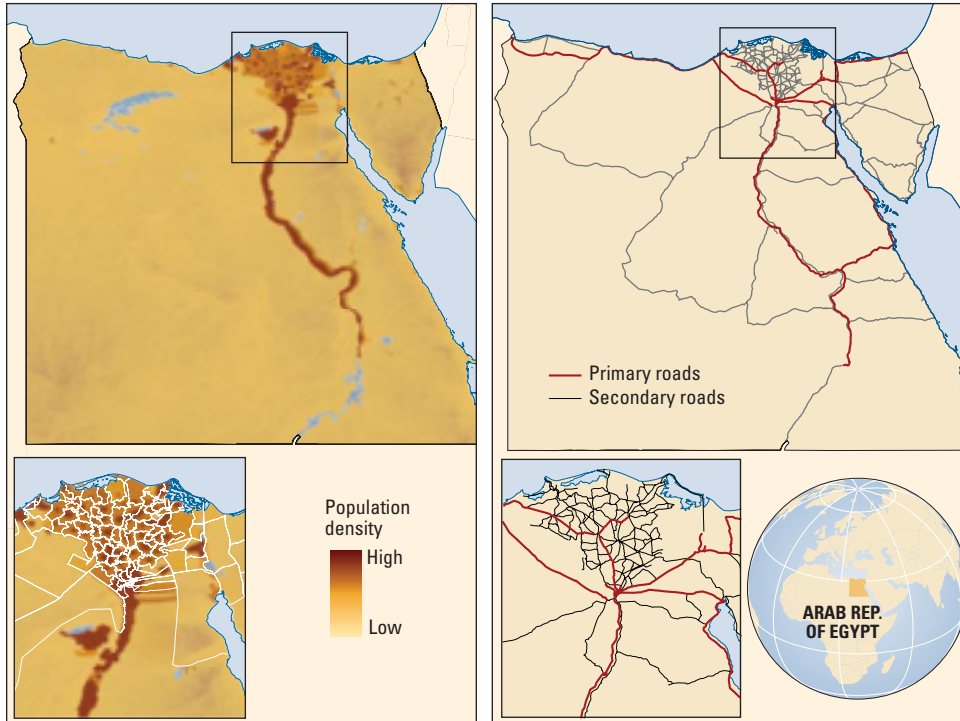 Primary roads
Secondary roads
Population
density
High
Low
ARAB REP.
OF EGYPT